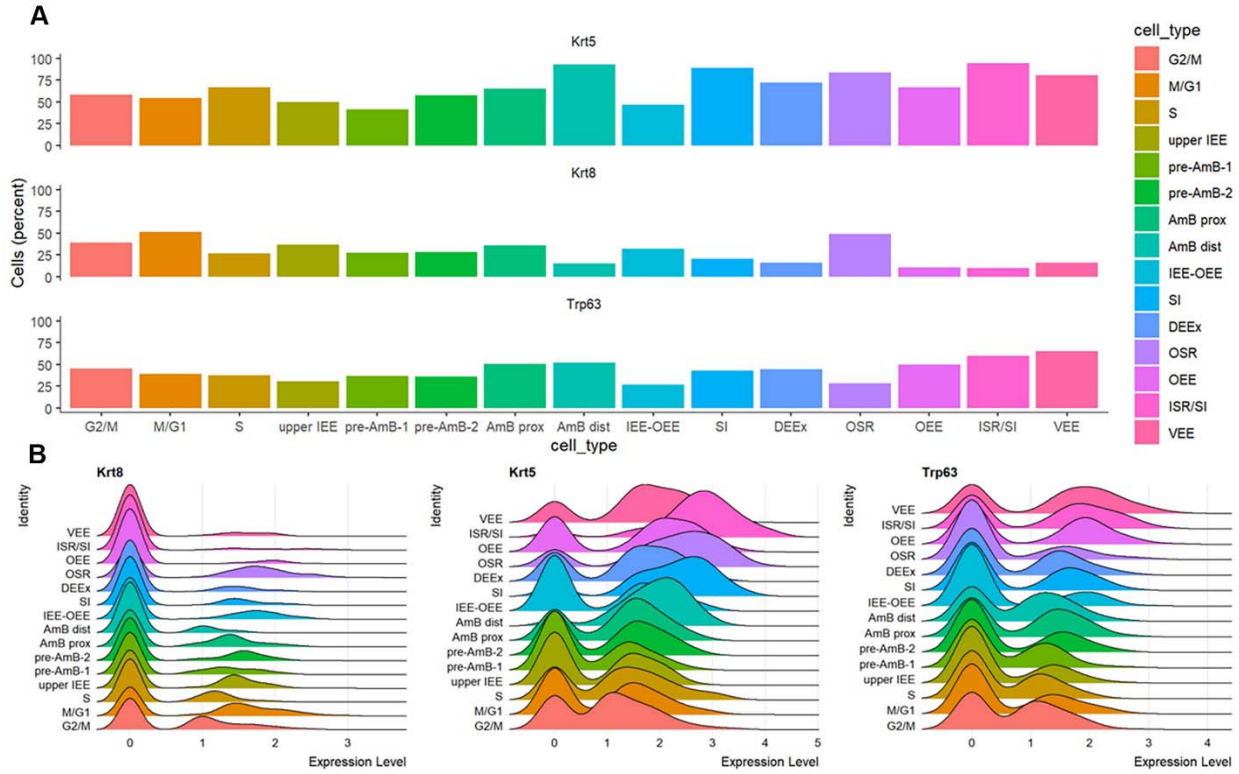 A
Krt5
100
75
50
25
0
Krt8
100
75
50
25
0
Trp63
100
75
50
25
0
Cells (percent)
G2/M M/G1 S upper IEE pre-AmB-1 pre-AmB-2 AmB prox AmB dist IEE-OEE SI DEEx OSR OEE ISR/SI VEE
cell_type
cell_type
G2/M
M/G1
S
upper IEE
pre-AmB-1
pre-AmB-2
AmB prox
AmB dist
IEE-OEE
SI
DEEx
OSR
OEE
ISR/SI
VEE
B
Krt8
Identity
VEE
ISR/SI
OEE
OSR
DEEx
SI
IEE-OEE
AmB dist
AmB prox
pre-AmB-2
pre-AmB-1
upper IEE
S
M/G1
G2/M
0 1 2 3
Expression Level
Krt5
Identity
VEE
ISR/SI
OEE
OSR
DEEx
SI
IEE-OEE
AmB dist
AmB prox
pre-AmB-2
pre-AmB-1
upper IEE
S
M/G1
G2/M
0 1 2 3 4 5
Expression Level
Trp63
Identity
VEE
ISR/SI
OEE
OSR
DEEx
SI
IEE-OEE
AmB dist
AmB prox
pre-AmB-2
pre-AmB-1
upper IEE
S
M/G1
G2/M
0 1 2 3 4
Expression Level